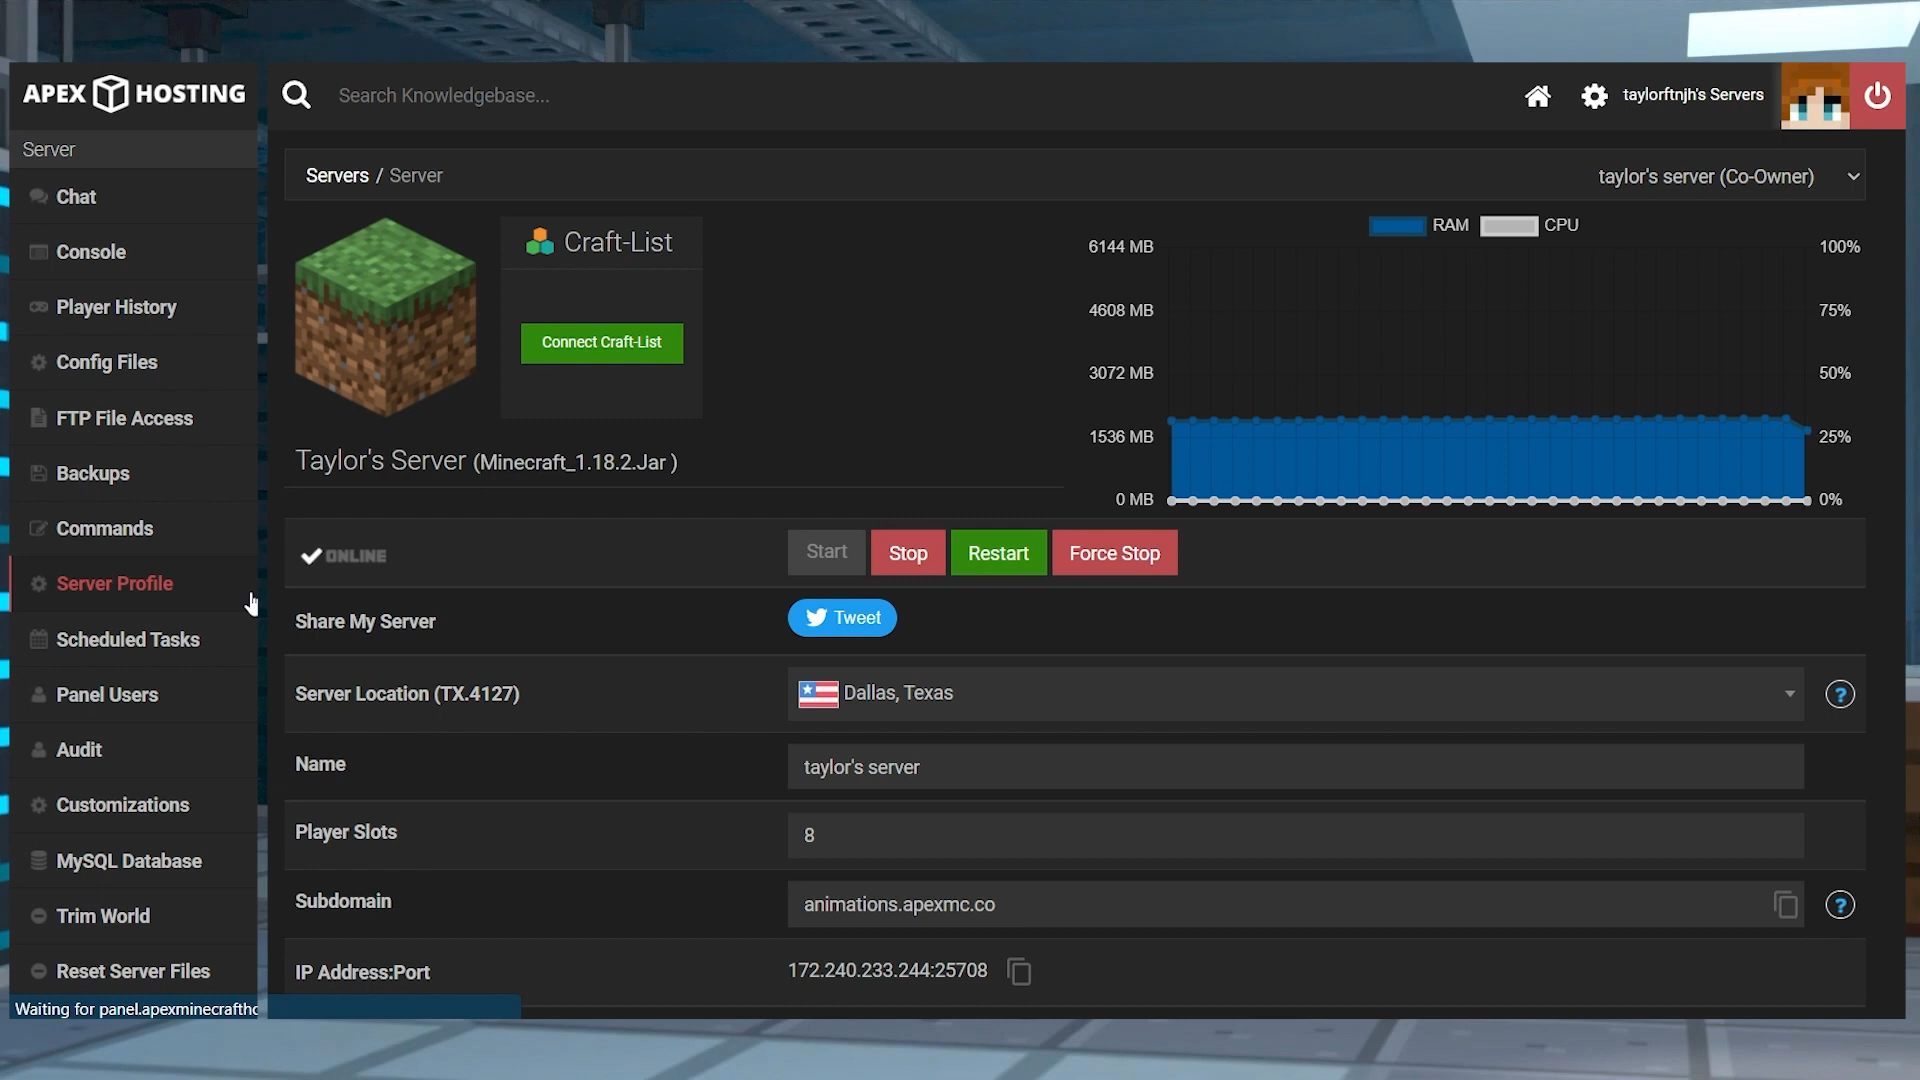 APEX HOSTING
Search Knowledgebase...
taylorftnjh's Servers
Server
Chat
Console
Player History
Config Files
FTP File Access
Backups
Commands
Server Profile
Scheduled Tasks
Panel Users
Audit
Customizations
MySQL Database
Trim World
Reset Server Files
Waiting for panel.apexminecraftho
Servers / Server
taylor's server (Co-Owner)
Craft-List
Connect Craft-List
RAM CPU
6144 MB 100%
4608 MB 75%
3072 MB 50%
1536 MB 25%
0 MB 0%
Taylor's Server (Minecraft_1.18.2.Jar )
ONLINE
Start Stop Restart Force Stop
Share My Server Tweet
Server Location (TX.4127) Dallas, Texas ?
Name taylor's server
Player Slots 8
Subdomain animations.apexmc.co ?
IP Address:Port 172.240.233.244:25708